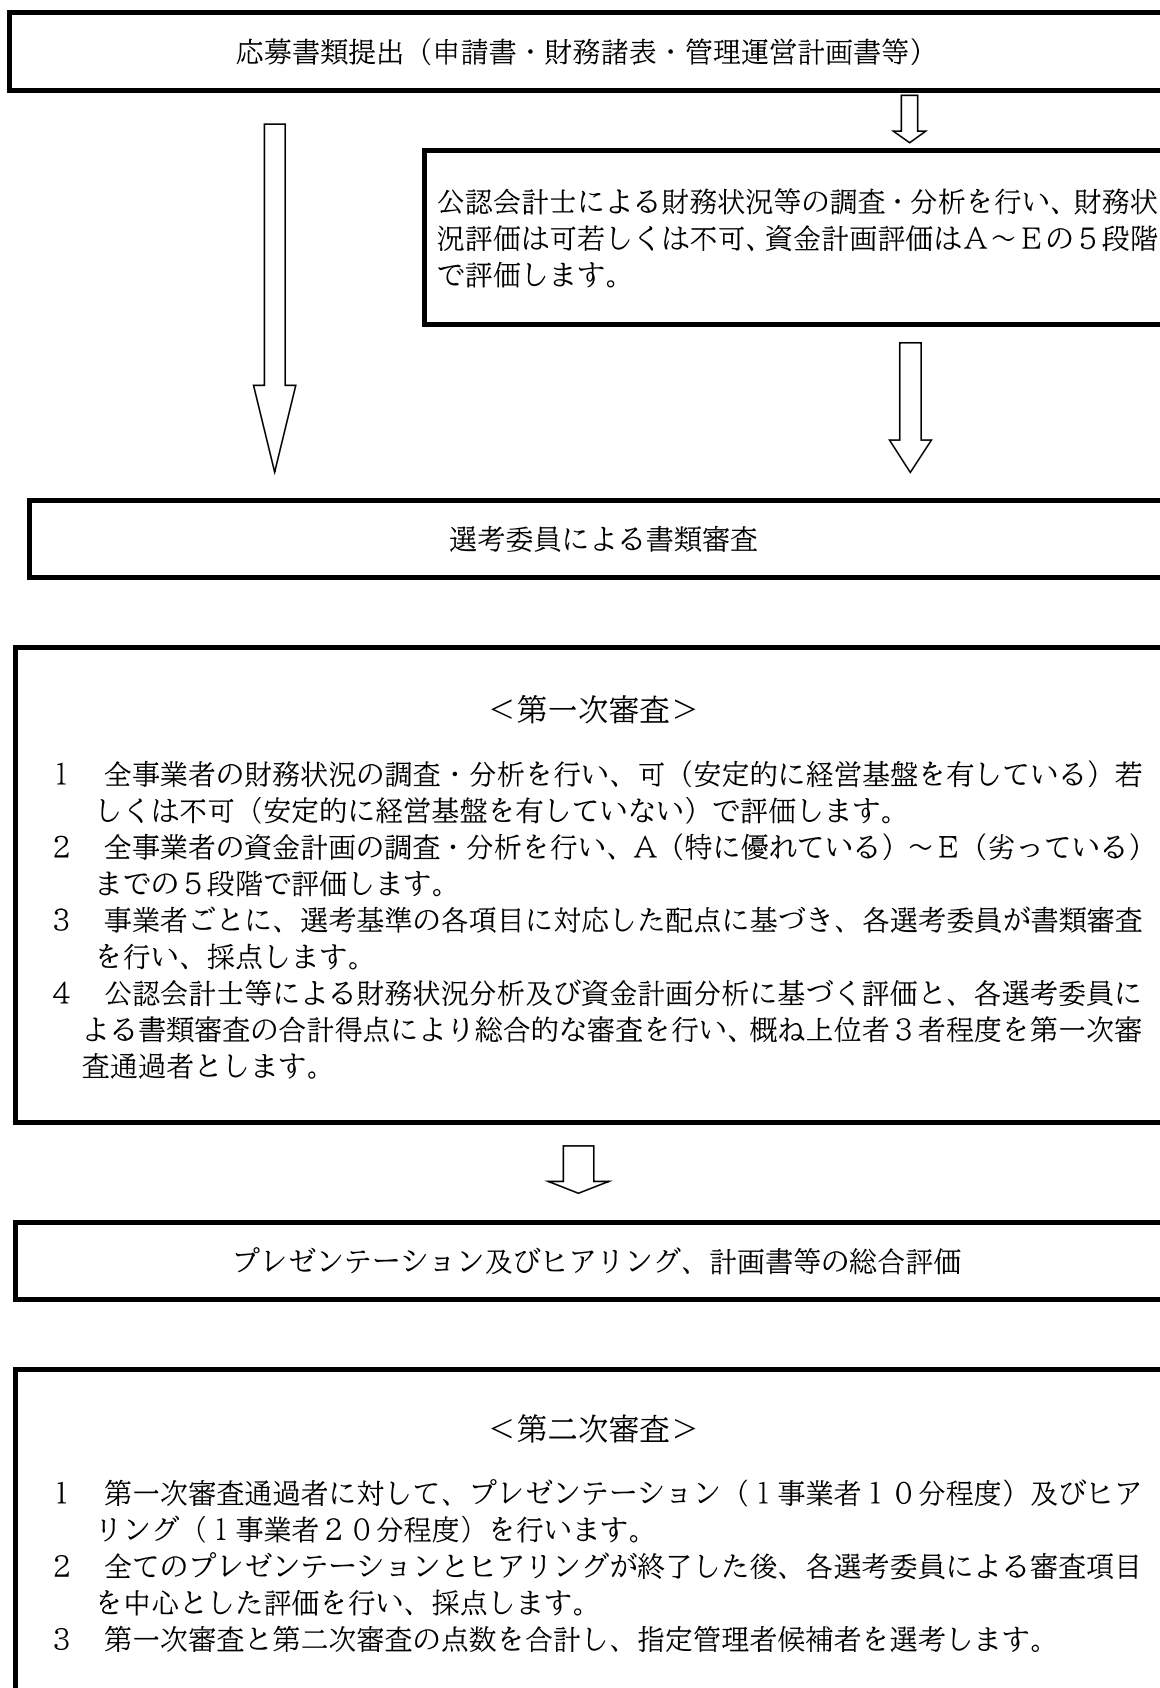 応募書類提出（申請書・財務諸表・管理運営計画書等）
公認会計士による財務状況等の調査・分析を行い、財務状
況評価は可若しくは不可、資金計画評価はＡ～Ｅの５段階
で評価します。
選考委員による書類審査
＜第一次審査＞
１　全事業者の財務状況の調査・分析を行い、可（安定的に経営基盤を有している）若
しくは不可（安定的に経営基盤を有していない）で評価します。
２　全事業者の資金計画の調査・分析を行い、Ａ（特に優れている）～Ｅ（劣っている）
までの５段階で評価します。
３　事業者ごとに、選考基準の各項目に対応した配点に基づき、各選考委員が書類審査
を行い、採点します。
４　公認会計士等による財務状況分析及び資金計画分析に基づく評価と、各選考委員に
よる書類審査の合計得点により総合的な審査を行い、概ね上位者３者程度を第一次審
査通過者とします。
プレゼンテーション及びヒアリング、計画書等の総合評価
＜第二次審査＞
１　第一次審査通過者に対して、プレゼンテーション（１事業者１０分程度）及びヒア
リング（１事業者２０分程度）を行います。
２　全てのプレゼンテーションとヒアリングが終了した後、各選考委員による審査項目
を中心とした評価を行い、採点します。
３　第一次審査と第二次審査の点数を合計し、指定管理者候補者を選考します。